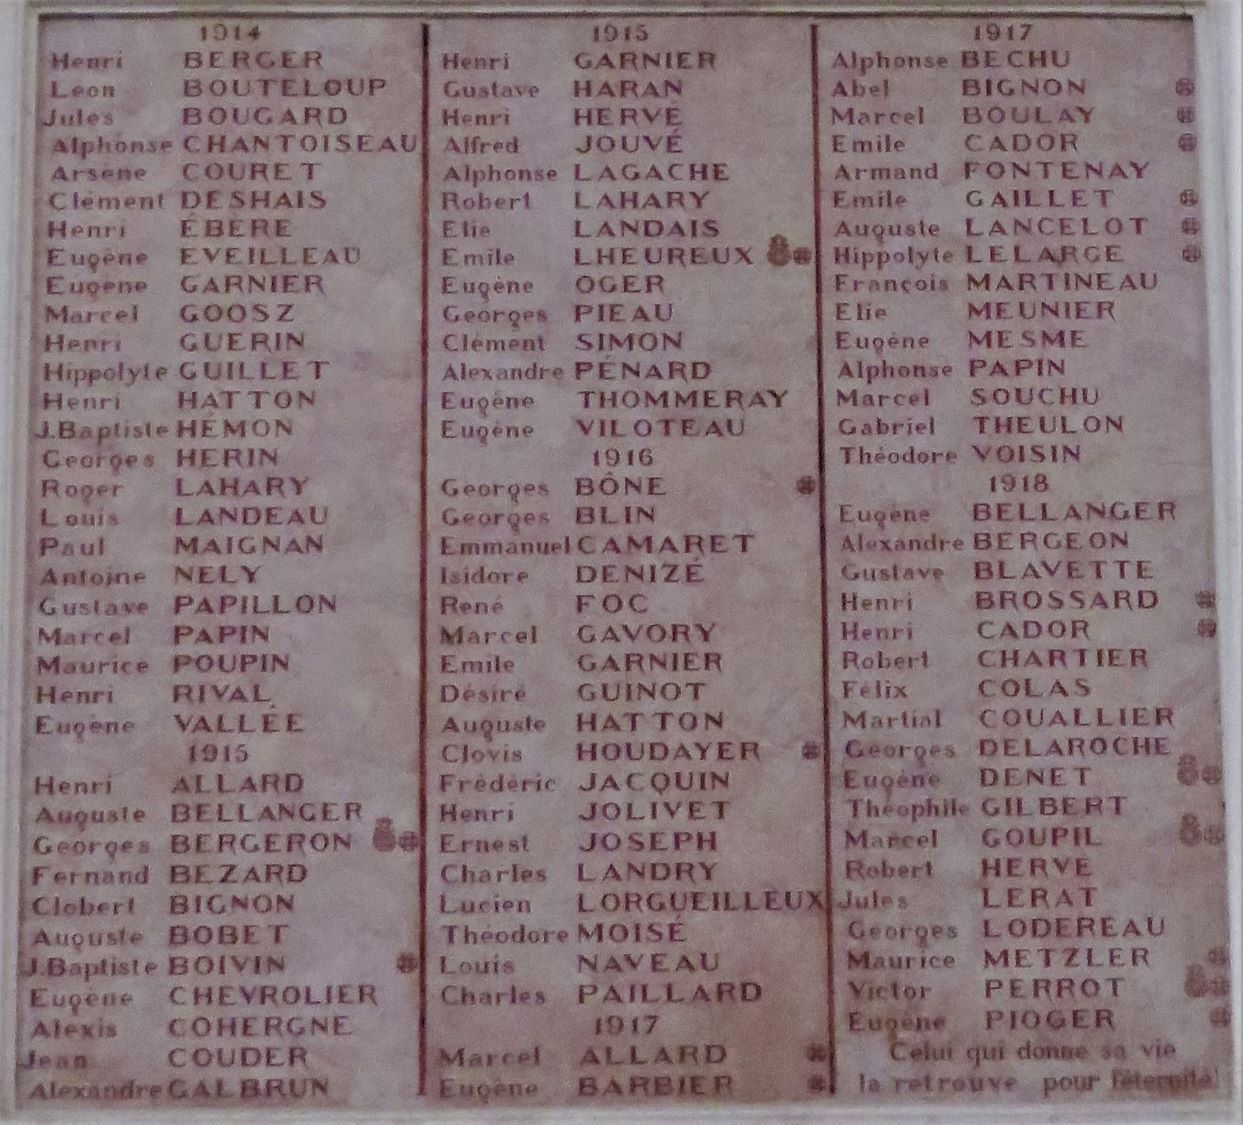 1914
Henri BERGER
Léon BOUTELOUP
Jules BOUGARD
Alphonse CHANTOISEAU
Arsène COURET
Clément DESHAIS
Henri ÉBÈRE
Eugène EVEILLEAU
Eugène GARNIER
Marcel GOOSZ
Henri GUERIN
Hippolyte GUILLET
Henri HATTON
J.Baptiste HÉMON
Georges HERIN
Roger LAHARY
Louis LANDEAU
Paul MAIGNAN
Antoine NELY
Gustave PAPILLON
Marcel PAPIN
Maurice POUPIN
Henri RIVAL
Eugène VALLÉE
1915
Henri ALLARD
Auguste BELLANGER
Georges BERGERON
Fernand BEZARD
Clobert BIGNON
Auguste BOBET
J.Baptiste BOIVIN
Eugène CHEVROLIER
Alexis COHERGNE
Jean COUDER
Alexandre GALBRUN
1915
Henri GARNIER
Gustave HARAN
Henri HERVÉ
Alfred JOUVÉ
Alphonse LAGACHE
Robert LAHARY
Elie LANDAIS
Emile LHEUREUX
Eugène OGER
Georges PIEAU
Clément SIMON
Alexandre PÉNARD
Eugène THOMMERAY
Eugène VILOTEAU
1916
Georges BÔNE
Georges BLIN
Emmanuel CAMARET
Isidore DENIZÉ
René FOC
Marcel GAVORY
Emile GARNIER
Désiré GUINOT
Auguste HATTON
Clovis HOUDAYER
Frédéric JACQUIN
Henri JOLIVET
Ernest JOSEPH
Charles LANDRY
Lucien LORGUEILLEUX
Théodore MOISÉ
Louis NAVEAU
Charles PAILLARD
1917
Marcel ALLARD
Eugène BARBIER
1917
Alphonse BECHU
Abel BIGNON
Marcel BOULAY
Emile CADOR
Armand FONTENAY
Emile GAILLET
Auguste LANCELOT
Hippolyte LELARGE
François MARTINEAU
Elie MEUNIER
Eugène MESME
Alphonse PAPIN
Marcel SOUCHU
Gabriel THEULON
Théodore VOISIN
1918
Eugène BELLANGER
Alexandre BERGEON
Gustave BLAVETTE
Henri BROSSARD
Henri CADOR
Robert CHARTIER
Félix COLAS
Martial COUALLIER
Georges DELAROCHE
Eugène DENET
Théophile GILBERT
Marcel GOUPIL
Robert HERVÉ
Jules LERAT
Georges LODEREAU
Maurice METZLER
Victor PERROT
Eugène PIOGER
Celui qui donne sa vie
la retrouve pour l'éternité!